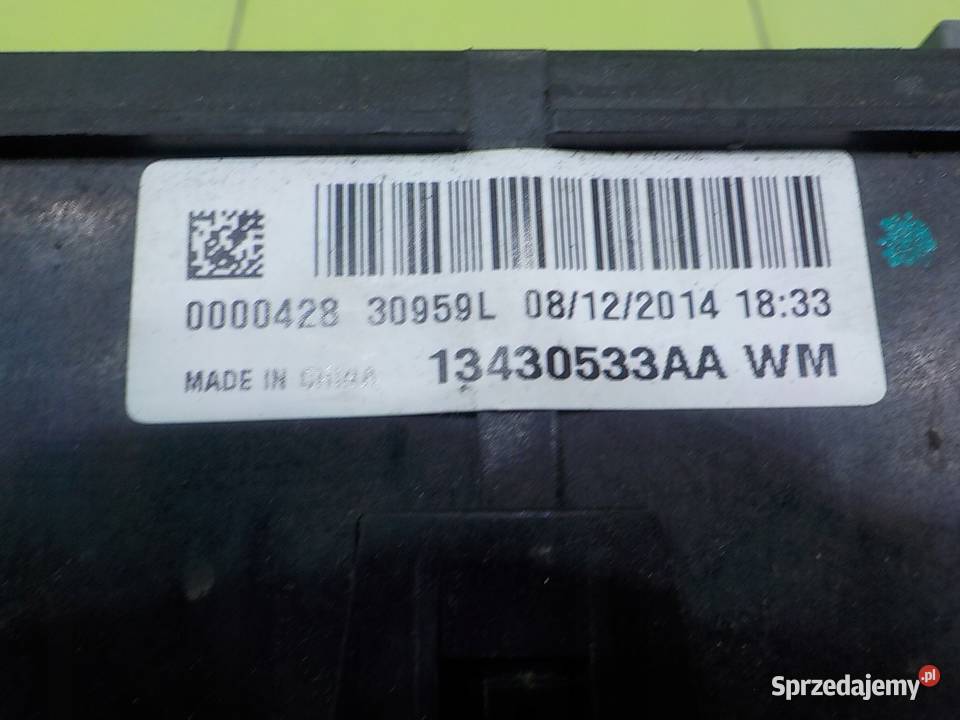 0000428 30959L 08/12/2014 18:33
MADE IN CHINA 13430533AA WM
Sprzedajemy.pl